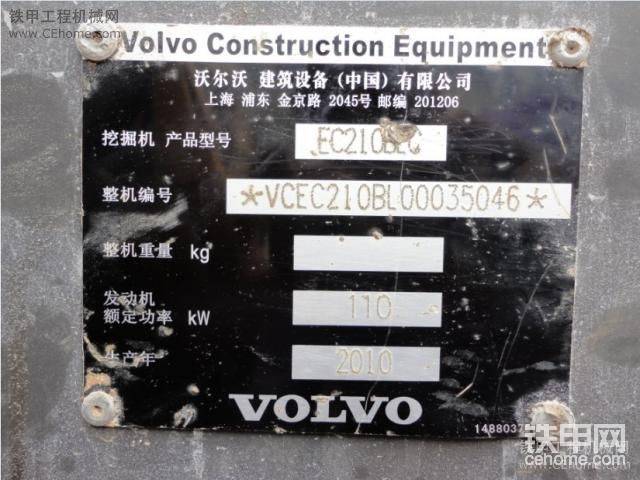 铁甲工程机械网
www.CEhome.com
Volvo Construction Equipment
沃尔沃 建筑设备 (中国) 有限公司
上海 浦东 金京路 2045号 邮编 201206
挖掘机 产品型号 EC210BLC
整机编号 *VCEC210BL00035046*
整机重量 kg
发动机
额定功率 kW 110
生产年 2010
VOLVO
铁甲网
cehome.com